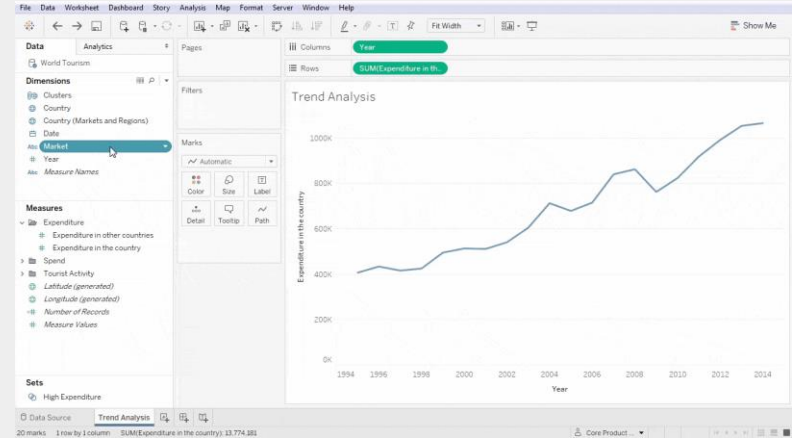 File Data Worksheet Dashboard Story Analysis Map Format Server Window Help
Fit Width
Show Me
Data Analytics
World Tourism
Dimensions
Clusters
Country
Country (Markets and Regions)
Date
Abc Market
Year
Abc Measure Names
Measures
Expenditure
Expenditure in other countries
Expenditure in the country
Spend
Tourist Activity
Latitude (generated)
Longitude (generated)
Number of Records
Measure Values
Sets
High Expenditure
Pages
Filters
Marks
Automatic
Color Size Label
Detail Tooltip Path
Columns Year
Rows SUM(Expenditure in th..
Trend Analysis
Expenditure in the country
1000K
800K
600K
400K
200K
0K
1994 1996 1998 2000 2002 2004 2006 2008 2010 2012 2014
Year
Data Source Trend Analysis
20 marks 1 row by 1 column SUM(Expenditure in the country): 13,774,181
Core Product ...